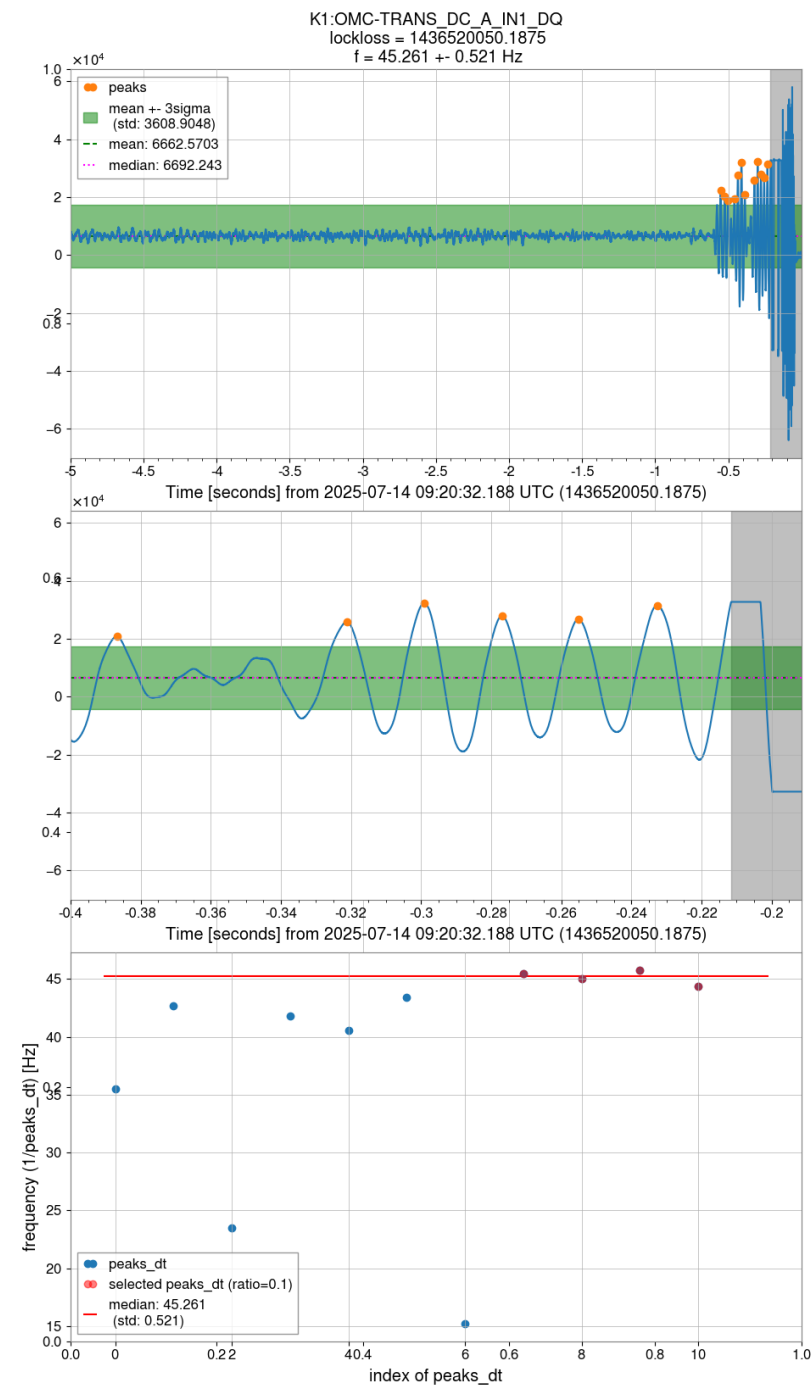 K1:OMC-TRANS_DC_A_IN1_DQ
lockloss = 1436520050.1875
f = 45.261 +- 0.521 Hz
×10⁴
1.0
6
4
2
0
−2
0.8
−4
−6
peaks
mean +- 3sigma
(std: 3608.9048)
mean: 6662.5703
median: 6692.243
-5 -4.5 -4 -3.5 -3 -2.5 -2 -1.5 -1 -0.5
Time [seconds] from 2025-07-14 09:20:32.188 UTC (1436520050.1875)
×10⁴
6
0.6
4
2
0
−2
−4
0.4
−6
-0.4 -0.38 -0.36 -0.34 -0.32 -0.3 -0.28 -0.26 -0.24 -0.22 -0.2
Time [seconds] from 2025-07-14 09:20:32.188 UTC (1436520050.1875)
frequency (1/peaks_dt) [Hz]
45
40
0.2
35
30
25
20
15
0.0
peaks_dt
selected peaks_dt (ratio=0.1)
median: 45.261
(std: 0.521)
0.0 0 0.2 2 4 0.4 6 0.6 8 0.8 10 1.0
index of peaks_dt